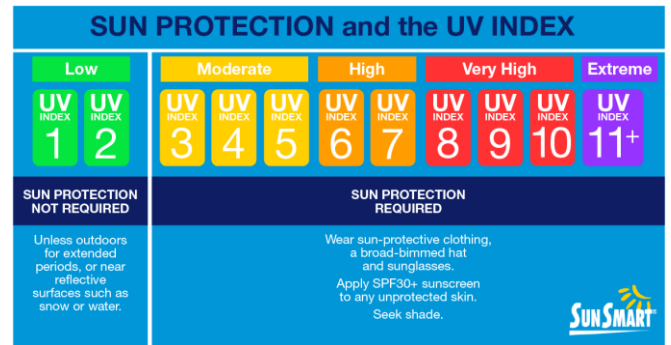 SUN PROTECTION and the UV INDEX
Low
Moderate
High
Very High
Extreme
UV INDEX 1
UV INDEX 2
UV INDEX 3
UV INDEX 4
UV INDEX 5
UV INDEX 6
UV INDEX 7
UV INDEX 8
UV INDEX 9
UV INDEX 10
UV INDEX 11+
SUN PROTECTION
NOT REQUIRED
Unless outdoors
for extended
periods, or near
reflective
surfaces such as
snow or water.
SUN PROTECTION
REQUIRED
Wear sun-protective clothing,
a broad-bimmed hat
and sunglasses.
Apply SPF30+ sunscreen
to any unprotected skin.
Seek shade.
SUNSMART